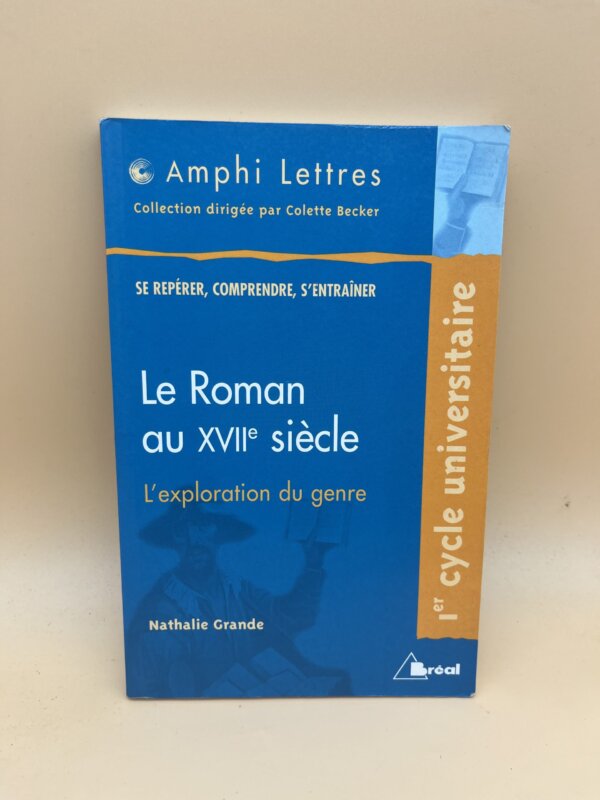 Amphi Lettres
Collection dirigée par Colette Becker
SE REPÉRER, COMPRENDRE, S'ENTRAÎNER
Le Roman
au XVIIe siècle
L'exploration du genre
Nathalie Grande
1er cycle universitaire
Bréal